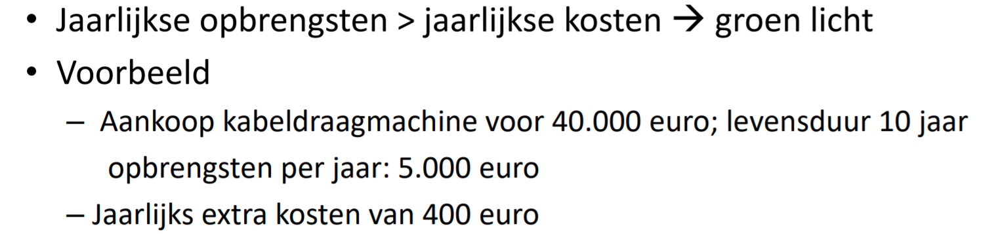 • Jaarlijkse opbrengsten > jaarlijkse kosten → groen licht
• Voorbeeld
– Aankoop kabeldraagmachine voor 40.000 euro; levensduur 10 jaar
opbrengsten per jaar: 5.000 euro
– Jaarlijks extra kosten van 400 euro